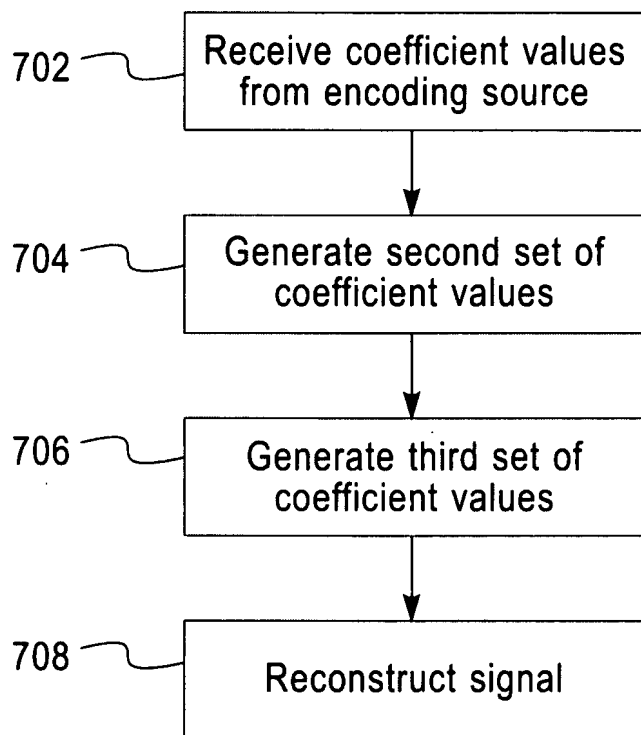 702
Receive coefficient values
from encoding source
704
Generate second set of
coefficient values
706
Generate third set of
coefficient values
708
Reconstruct signal